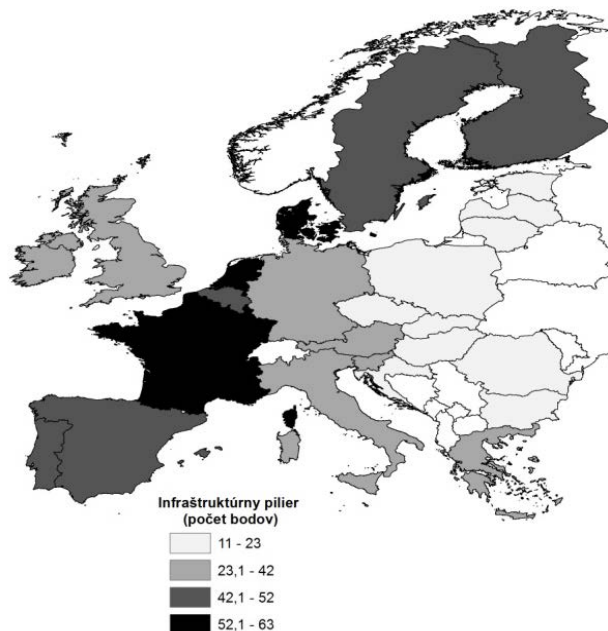 Infraštruktúrny pilier
(počet bodov)
11 - 23
23,1 - 42
42,1 - 52
52,1 - 63